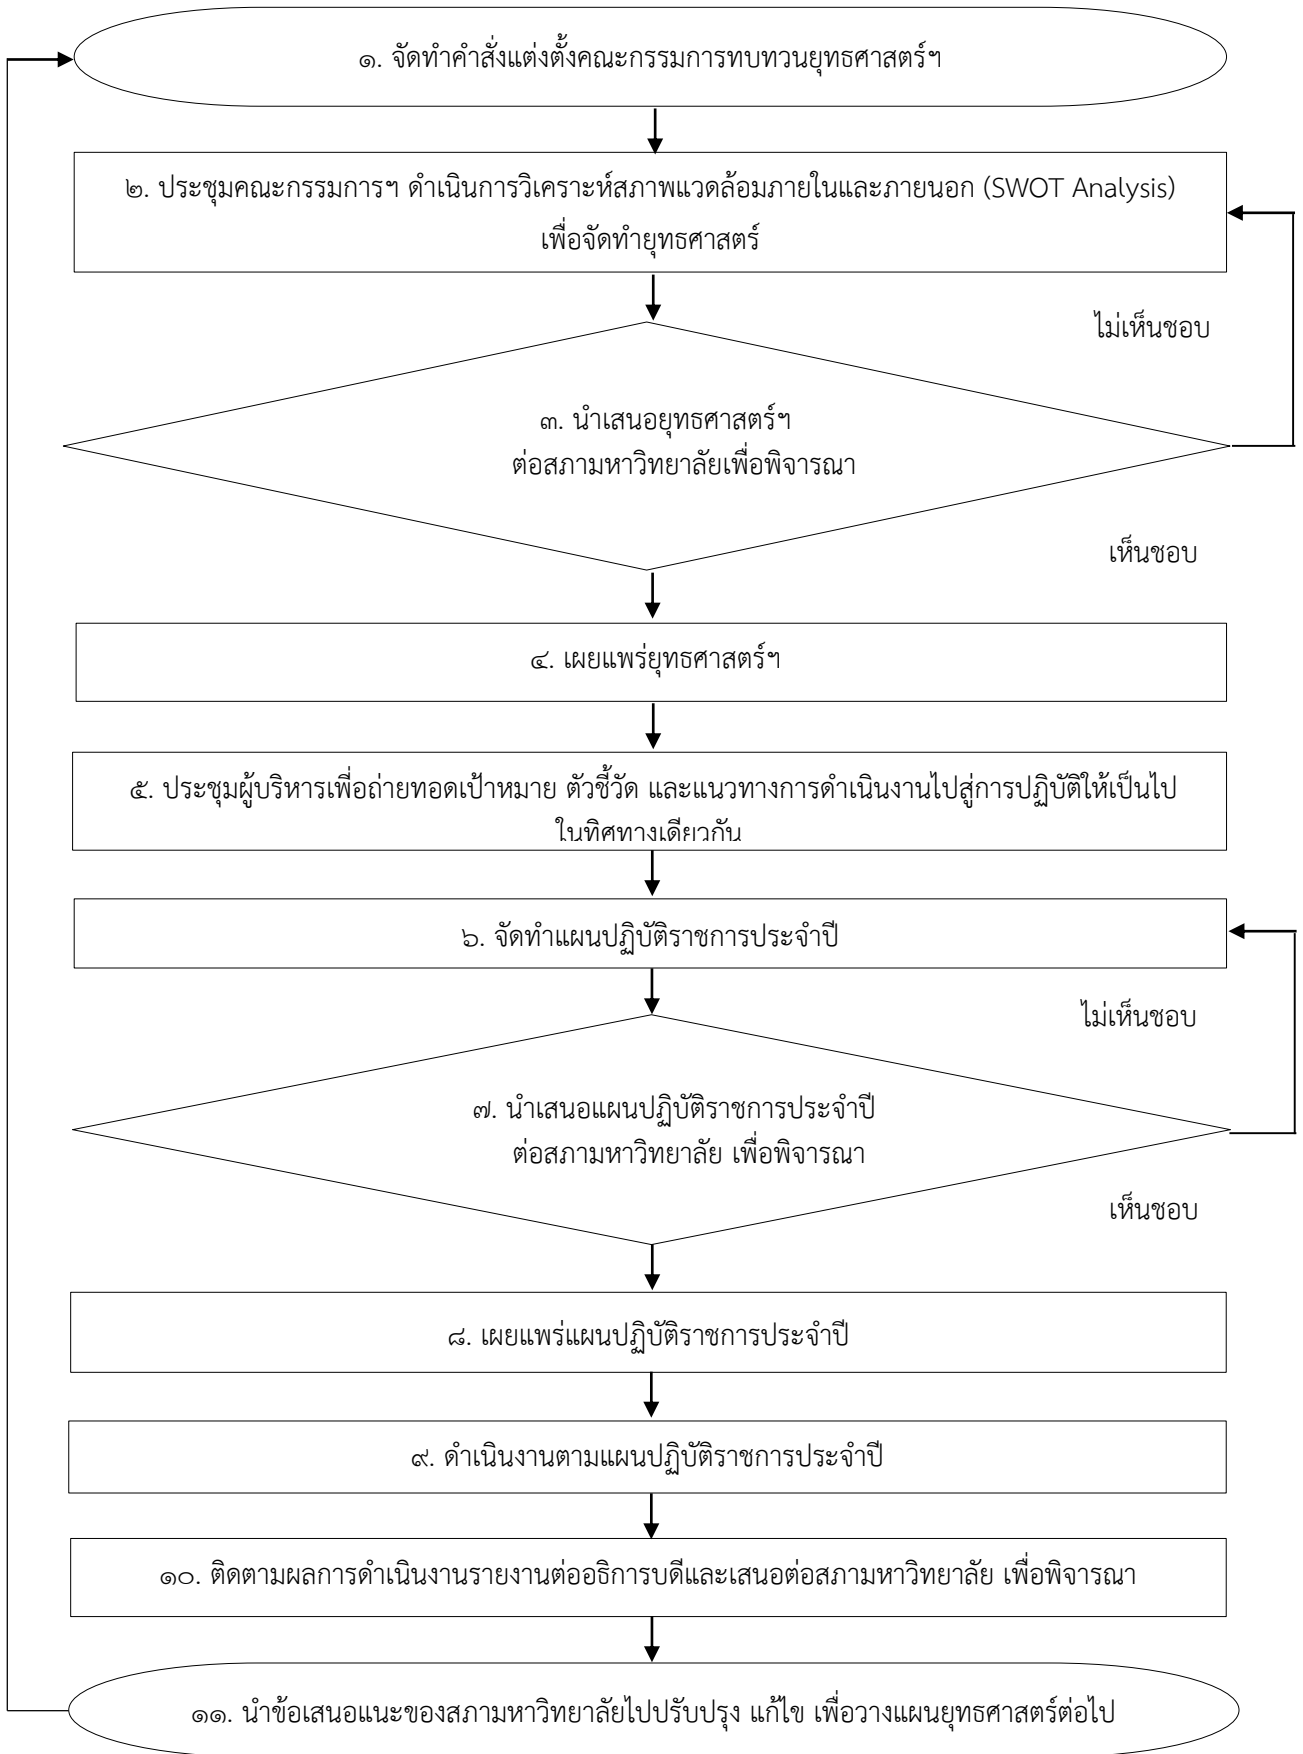 ๑. จัดทำคำสั่งแต่งตั้งคณะกรรมการทบทวนยุทธศาสตร์ฯ
๒. ประชุมคณะกรรมการฯ ดำเนินการวิเคราะห์สภาพแวดล้อมภายในและภายนอก (SWOT Analysis)
เพื่อจัดทำยุทธศาสตร์
ไม่เห็นชอบ
๓. นำเสนอยุทธศาสตร์ฯ
ต่อสภามหาวิทยาลัยเพื่อพิจารณา
เห็นชอบ
๔. เผยแพร่ยุทธศาสตร์ฯ
๕. ประชุมผู้บริหารเพื่อถ่ายทอดเป้าหมาย ตัวชี้วัด และแนวทางการดำเนินงานไปสู่การปฏิบัติให้เป็นไป
ในทิศทางเดียวกัน
๖. จัดทำแผนปฏิบัติราชการประจำปี
ไม่เห็นชอบ
๗. นำเสนอแผนปฏิบัติราชการประจำปี
ต่อสภามหาวิทยาลัย เพื่อพิจารณา
เห็นชอบ
๘. เผยแพร่แผนปฏิบัติราชการประจำปี
๙. ดำเนินงานตามแผนปฏิบัติราชการประจำปี
๑๐. ติดตามผลการดำเนินงานรายงานต่ออธิการบดีและเสนอต่อสภามหาวิทยาลัย เพื่อพิจารณา
๑๑. นำข้อเสนอแนะของสภามหาวิทยาลัยไปปรับปรุง แก้ไข เพื่อวางแผนยุทธศาสตร์ต่อไป